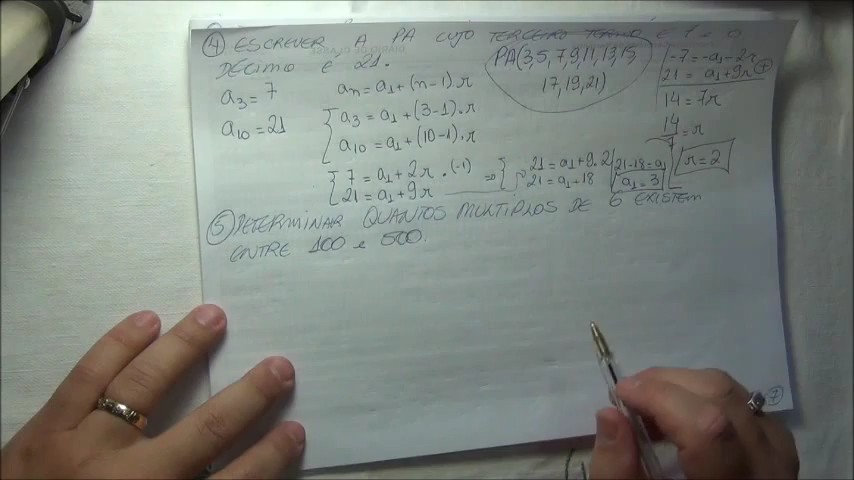 ④ ESCREVER A PA CUJO TERCEIRO TERMO É 7 E O
DÉCIMO É 21.
PA(3,5,7,9,11,13,15,
17,19,21)
a₃=7
a₁₀=21
an=a₁+(n-1).r
a₃=a₁+(3-1).r
a₁₀=a₁+(10-1).r
7=a₁+2r .(-1)
21=a₁+9r
⇒
21=a₁+9.2
21=a₁+18
21-18=a₁
a₁=3
-7=-a₁-2r
21=a₁+9r (+)
14=7r
14/7=r
r=2
⑤ DETERMINAR QUANTOS MULTIPLOS DE 6 EXISTEM
ENTRE 100 e 500.
⑦